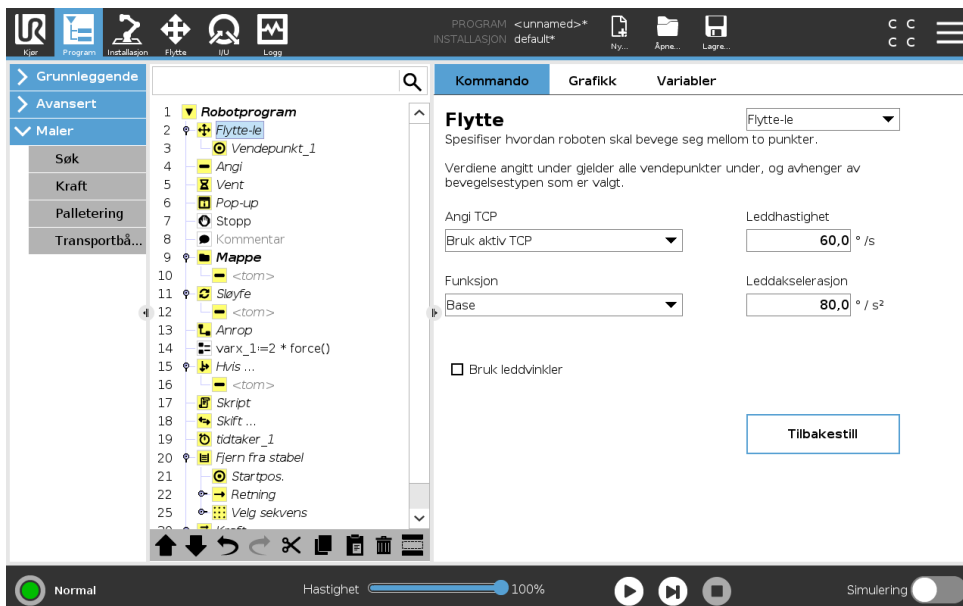 UR
Kjør
Program
Installasjon
Flytte
I/U
Logg
PROGRAM <unnamed>*
INSTALLASJON default*
Ny...
Åpne...
Lagre...
C C
C C
Grunnleggende
Avansert
Maler
Søk
Kraft
Palletering
Transportbå...
1 Robotprogram
2 Flytte-le
3 Vendepunkt_1
4 Angi
5 Vent
6 Pop-up
7 Stopp
8 Kommentar
9 Mappe
10 <tom>
11 Sløyfe
12 <tom>
13 Anrop
14 varx_1:=2 * force()
15 Hvis ...
16 <tom>
17 Skript
18 Skift ...
19 tidtaker_1
20 Fjern fra stabel
21 Startpos.
22 Retning
25 Velg sekvens
29 Kraft
Kommando
Grafikk
Variabler
Flytte
Flytte-le
Spesifiser hvordan roboten skal bevege seg mellom to punkter.
Verdiene angitt under gjelder alle vendepunkter under, og avhenger av
bevegelsestypen som er valgt.
Angi TCP
Leddhastighet
Bruk aktiv TCP
60,0 ° /s
Funksjon
Leddakselerasjon
Base
80,0 ° / s²
Bruk leddvinkler
Tilbakestill
Normal
Hastighet
100%
Simulering